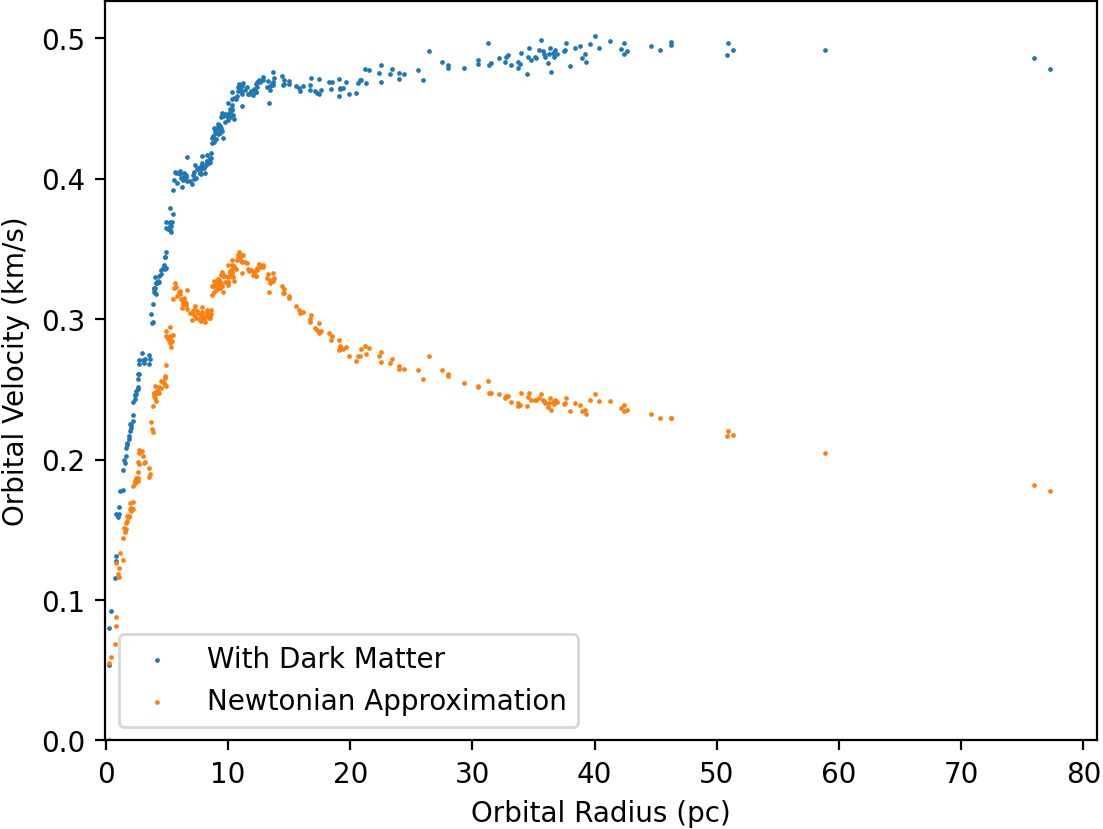 0.5
0.4
0.3
0.2
0.1
0.0
Orbital Velocity (km/s)
With Dark Matter
Newtonian Approximation
0 10 20 30 40 50 60 70 80
Orbital Radius (pc)